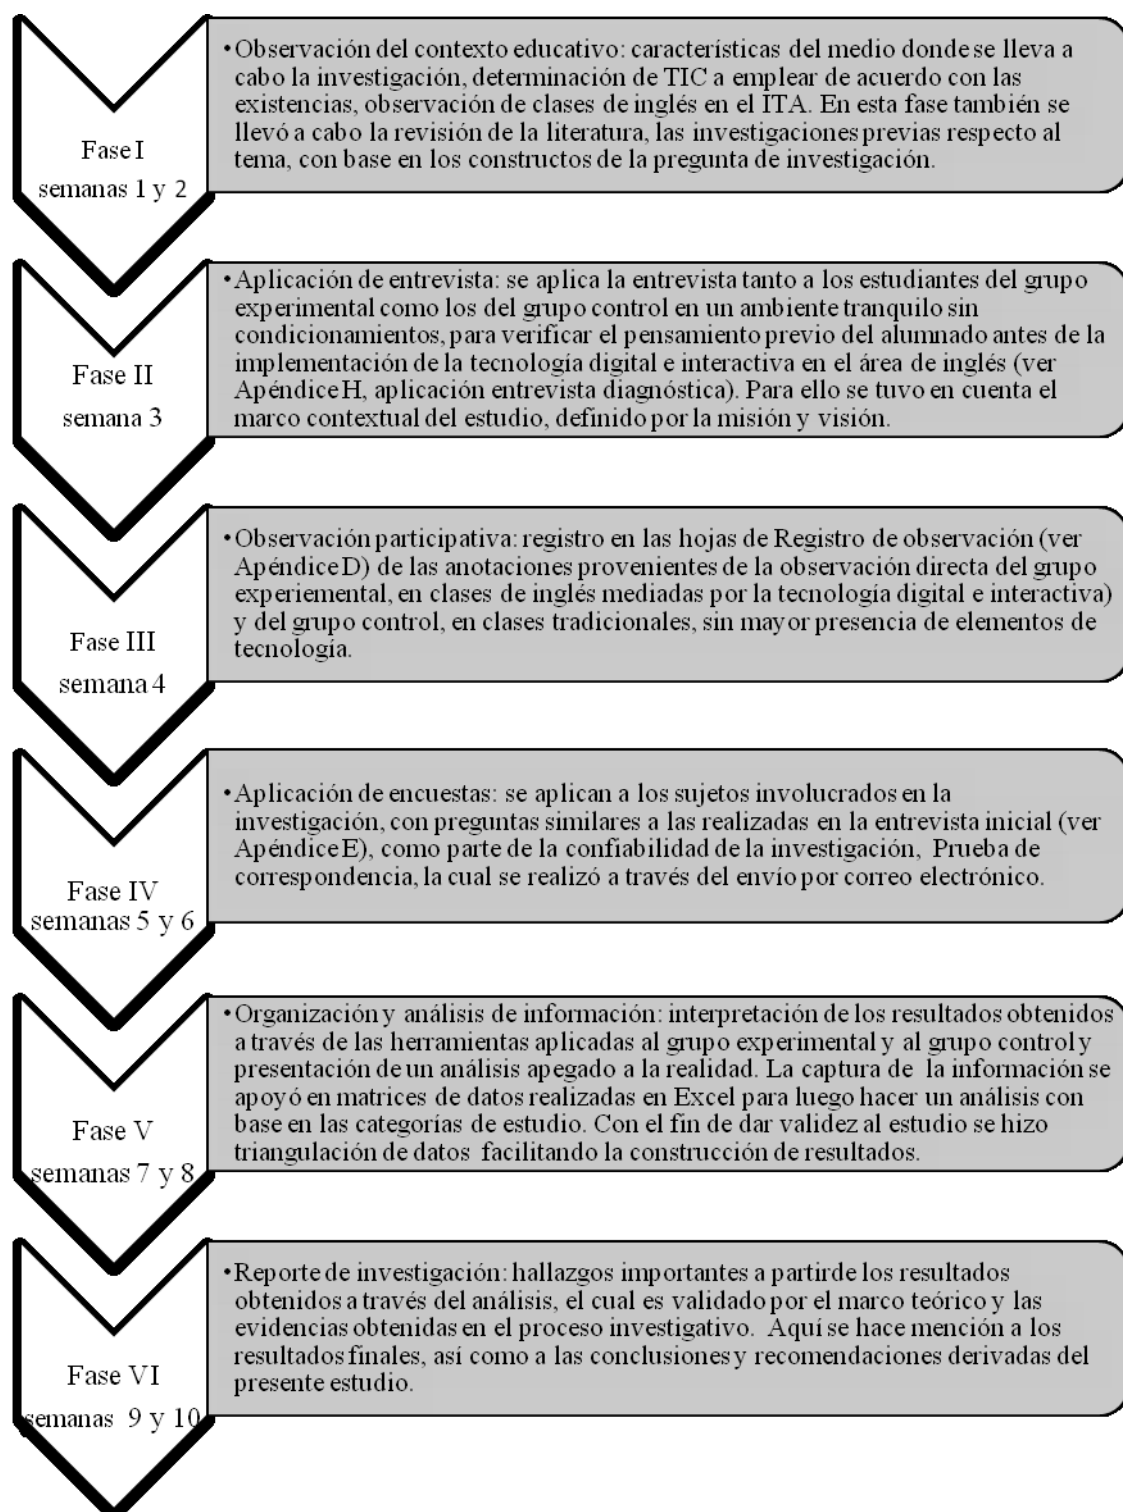 Fase I
semanas 1 y 2
•Observación del contexto educativo: características del medio donde se lleva a
cabo la investigación, determinación de TIC a emplear de acuerdo con las
existencias, observación de clases de inglés en el ITA. En esta fase también se
llevó a cabo la revisión de la literatura, las investigaciones previas respecto al
tema, con base en los constructos de la pregunta de investigación.
Fase II
semana 3
•Aplicación de entrevista: se aplica la entrevista tanto a los estudiantes del grupo
experimental como los del grupo control en un ambiente tranquilo sin
condicionamientos, para verificar el pensamiento previo del alumnado antes de la
implementación de la tecnología digital e interactiva en el área de inglés (ver
Apéndice H, aplicación entrevista diagnóstica). Para ello se tuvo en cuenta el
marco contextual del estudio, definido por la misión y visión.
Fase III
semana 4
•Observación participativa: registro en las hojas de Registro de observación (ver
Apéndice D) de las anotaciones provenientes de la observación directa del grupo
experiemental, en clases de inglés mediadas por la tecnología digital e interactiva)
y del grupo control, en clases tradicionales, sin mayor presencia de elementos de
tecnología.
Fase IV
semanas 5 y 6
•Aplicación de encuestas: se aplican a los sujetos involucrados en la
investigación, con preguntas similares a las realizadas en la entrevista inicial (ver
Apéndice E), como parte de la confiabilidad de la investigación, Prueba de
correspondencia, la cual se realizó a través del envío por correo electrónico.
Fase V
semanas 7 y 8
•Organización y análisis de información: interpretación de los resultados obtenidos
a través de las herramientas aplicadas al grupo experimental y al grupo control y
presentación de un análisis apegado a la realidad. La captura de la información se
apoyó en matrices de datos realizadas en Excel para luego hacer un análisis con
base en las categorías de estudio. Con el fin de dar validez al estudio se hizo
triangulación de datos facilitando la construcción de resultados.
Fase VI
semanas 9 y 10
•Reporte de investigación: hallazgos importantes a partir de los resultados
obtenidos a través del análisis, el cual es validado por el marco teórico y las
evidencias obtenidas en el proceso investigativo. Aquí se hace mención a los
resultados finales, así como a las conclusiones y recomendaciones derivadas del
presente estudio.